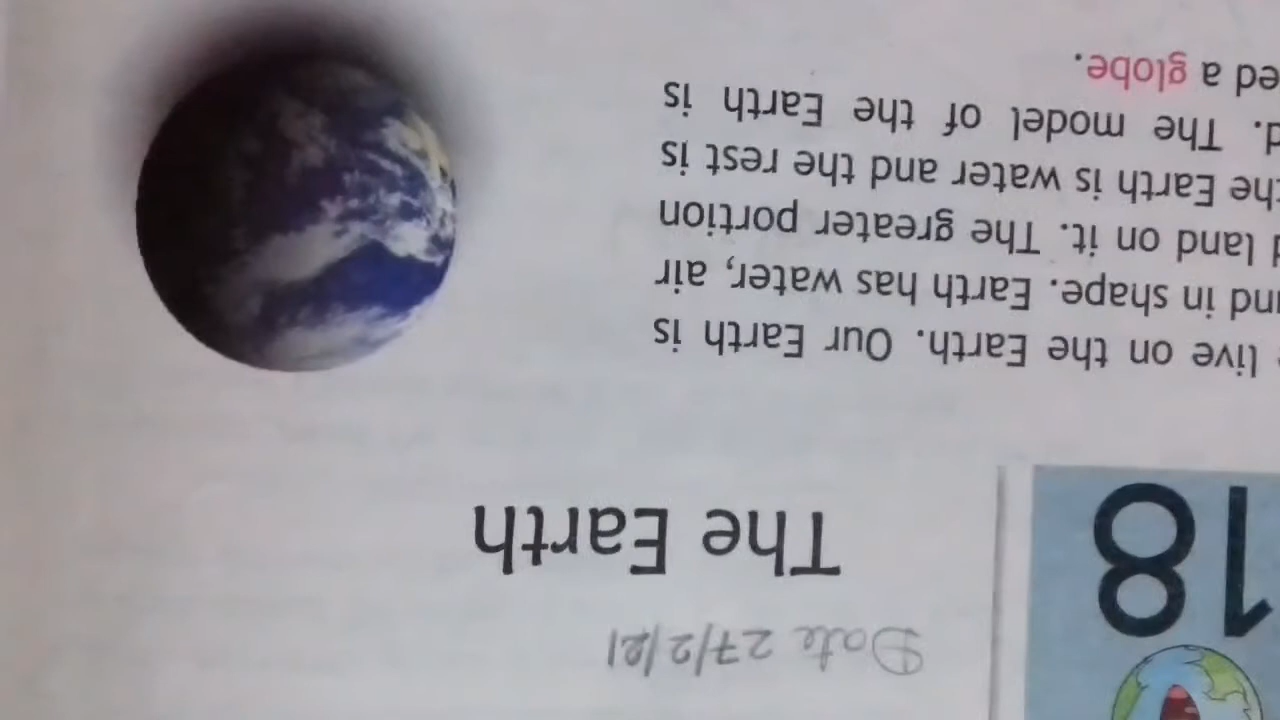 Date 27/2/21
18
The Earth
live on the Earth. Our Earth is
und in shape. Earth has water, air
d land on it. The greater portion
the Earth is water and the rest is
d. The model of the Earth is
ed a globe.